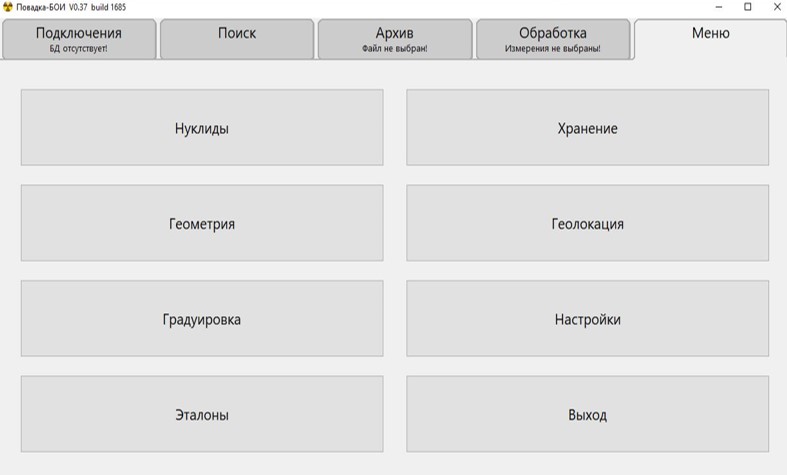 Повадка-БОИ V0.37 build 1685
Подключения
БД отсутствует!
Поиск
Архив
Файл не выбран!
Обработка
Измерения не выбраны!
Меню
Нуклиды
Хранение
Геометрия
Геолокация
Градуировка
Настройки
Эталоны
Выход